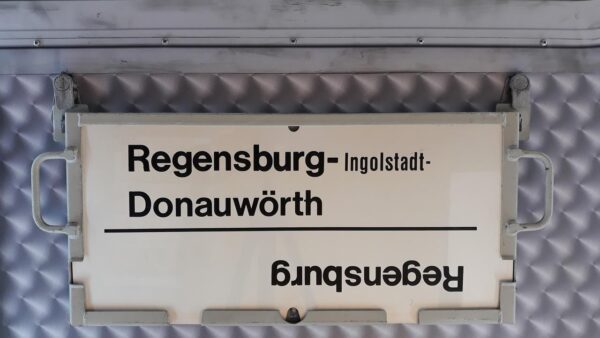 Regensburg- Ingolstadt-
Donauwörth
Regensburg